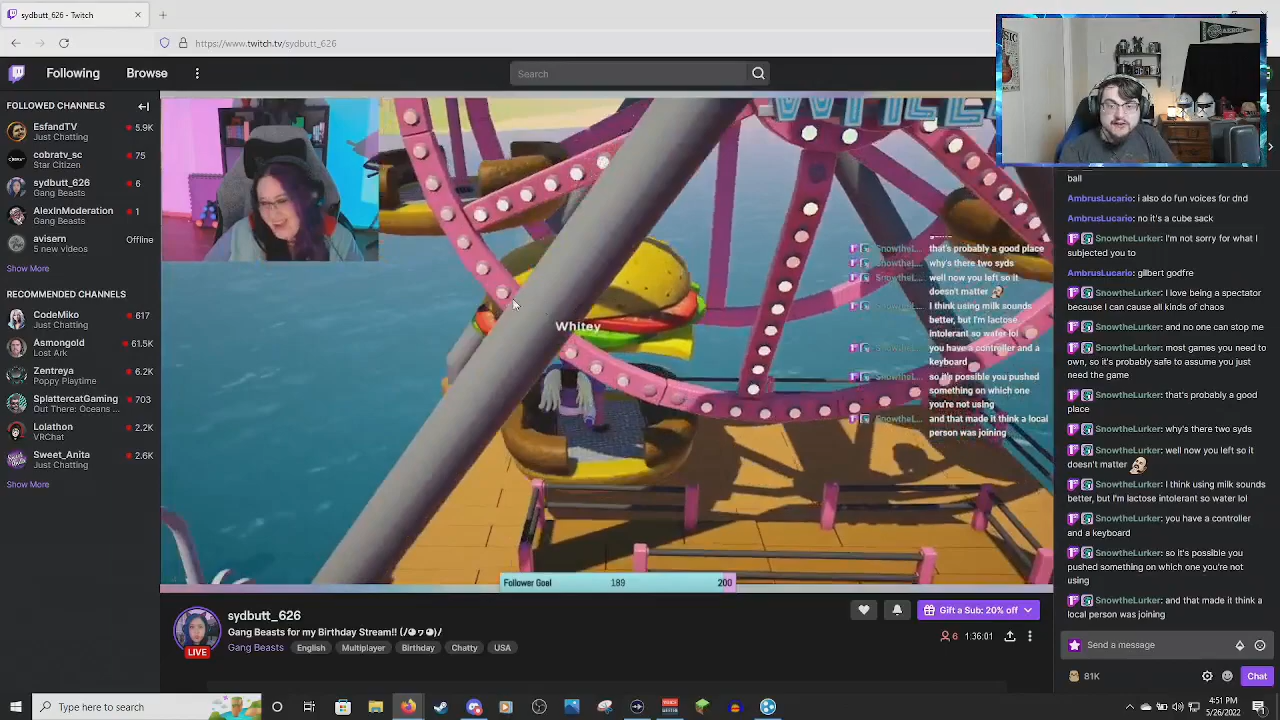 sydbutt_626 - Twitch
https://www.twitch.tv/sydbutt_626
Following
Browse
Search
FOLLOWED CHANNELS
EsfandTV
5.9K
Just Chatting
cobratv_sc
75
Star Citizen
sydbutt_626
6
Gang Beasts
AlexInModeration
1
Gang Beasts
avisern
Offline
5 new videos
Show More
RECOMMENDED CHANNELS
CodeMiko
617
Just Chatting
Asmongold
61.5K
Lost Ark
Zentreya
6.2K
Poppy Playtime
SpacecatGaming
703
Out There: Oceans ...
Lolathon
2.2K
VRChat
Sweet_Anita
2.6K
Just Chatting
Show More
Whitey
that's probably a good place
why's there two syds
well now you left so it
doesn't matter
I think using milk sounds
better, but I'm lactose
intolerant so water lol
you have a controller and a
keyboard
so it's possible you pushed
something on which one
you're not using
and that made it think a local
person was joining
Follower Goal
189
200
sydbutt_626
Gang Beasts for my Birthday Stream!! (ﾉ◕ヮ◕)ﾉ
LIVE
Gang Beasts
English
Multiplayer
Birthday
Chatty
USA
Gift a Sub: 20% off
6
1:36:01
ball
AmbrusLucario: i also do fun voices for dnd
AmbrusLucario: no it's a cube sack
SnowtheLurker: I'm not sorry for what I
subjected you to
AmbrusLucario: gilbert godfre
SnowtheLurker: I love being a spectator
because I can cause all kinds of chaos
SnowtheLurker: and no one can stop me
SnowtheLurker: most games you need to
own, so it's probably safe to assume you just
need the game
SnowtheLurker: that's probably a good
place
SnowtheLurker: why's there two syds
SnowtheLurker: well now you left so it
doesn't matter
SnowtheLurker: I think using milk sounds
better, but I'm lactose intolerant so water lol
SnowtheLurker: you have a controller
and a keyboard
SnowtheLurker: so it's possible you
pushed something on which one you're not
using
SnowtheLurker: and that made it think a
local person was joining
Send a message
81K
Chat
Type here to search
4:51 PM
5/26/2022